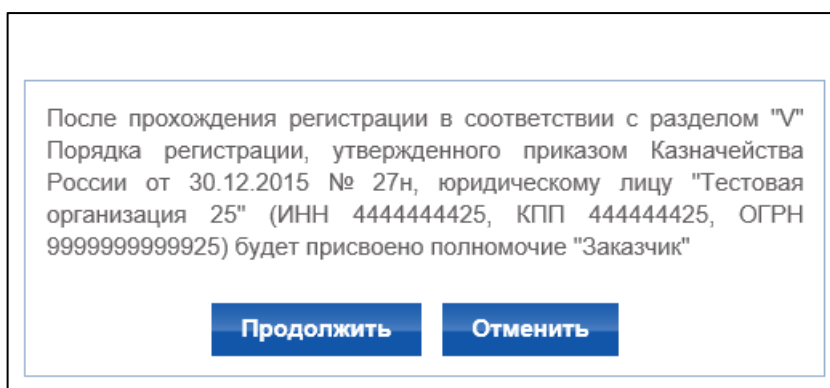 После прохождения регистрации в соответствии с разделом "V"
Порядка регистрации, утвержденного приказом Казначейства
России от 30.12.2015 № 27н, юридическому лицу "Тестовая
организация 25" (ИНН 4444444425, КПП 444444425, ОГРН
9999999999925) будет присвоено полномочие "Заказчик"
Продолжить Отменить